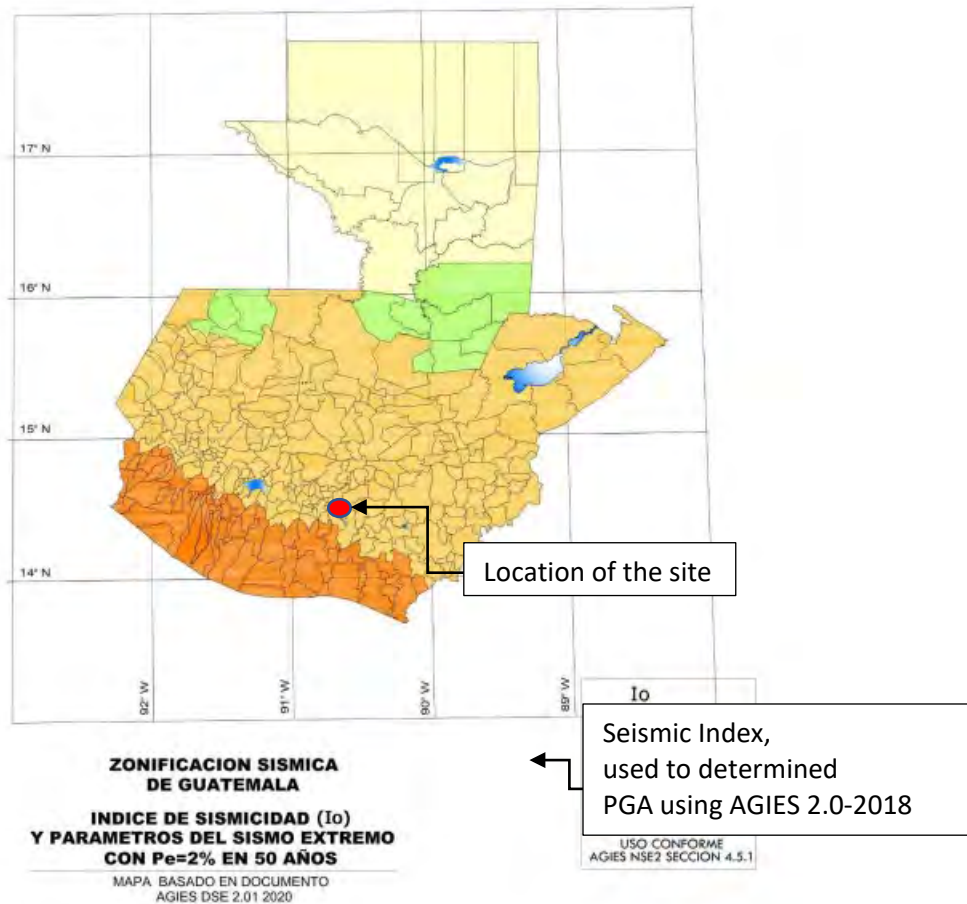 17° N
16° N
15° N
14° N
Location of the site
92° W
91° W
90° W
89° W
Io
Seismic Index,
used to determined
PGA using AGIES 2.0-2018
USO CONFORME
AGIES NSE2 SECCION 4.5.1
ZONIFICACION SISMICA
DE GUATEMALA
INDICE DE SISMICIDAD (Io)
Y PARAMETROS DEL SISMO EXTREMO
CON Pe=2% EN 50 AÑOS
MAPA BASADO EN DOCUMENTO
AGIES DSE 2.01 2020